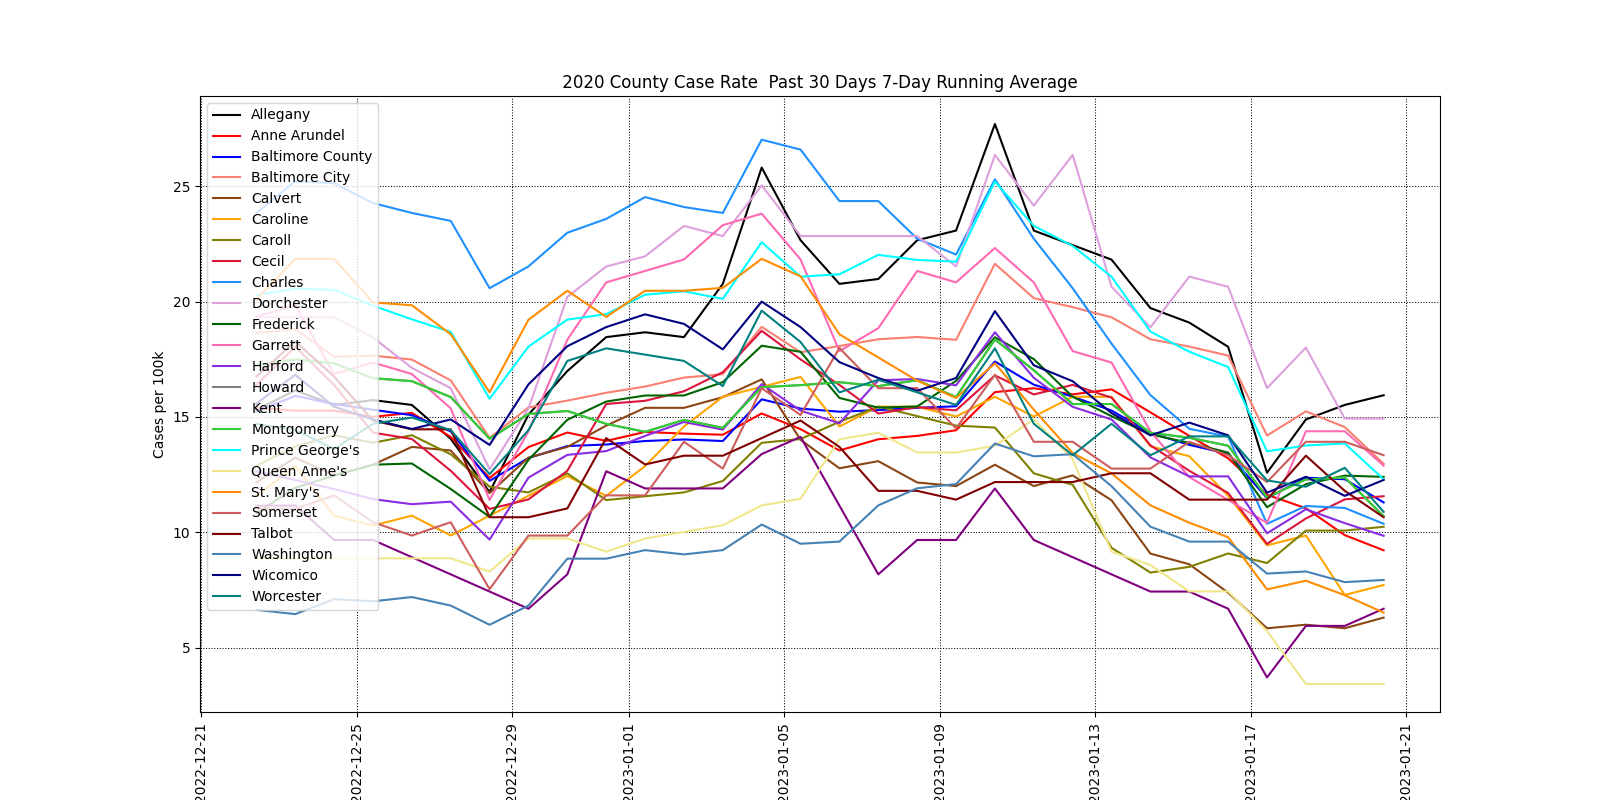 2020 County Case Rate  Past 30 Days 7-Day Running Average
Cases per 100k
25
20
15
10
5
Allegany
Anne Arundel
Baltimore County
Baltimore City
Calvert
Caroline
Caroll
Cecil
Charles
Dorchester
Frederick
Garrett
Harford
Howard
Kent
Montgomery
Prince George's
Queen Anne's
St. Mary's
Somerset
Talbot
Washington
Wicomico
Worcester
2022-12-21
2022-12-25
2022-12-29
2023-01-01
2023-01-05
2023-01-09
2023-01-13
2023-01-17
2023-01-21